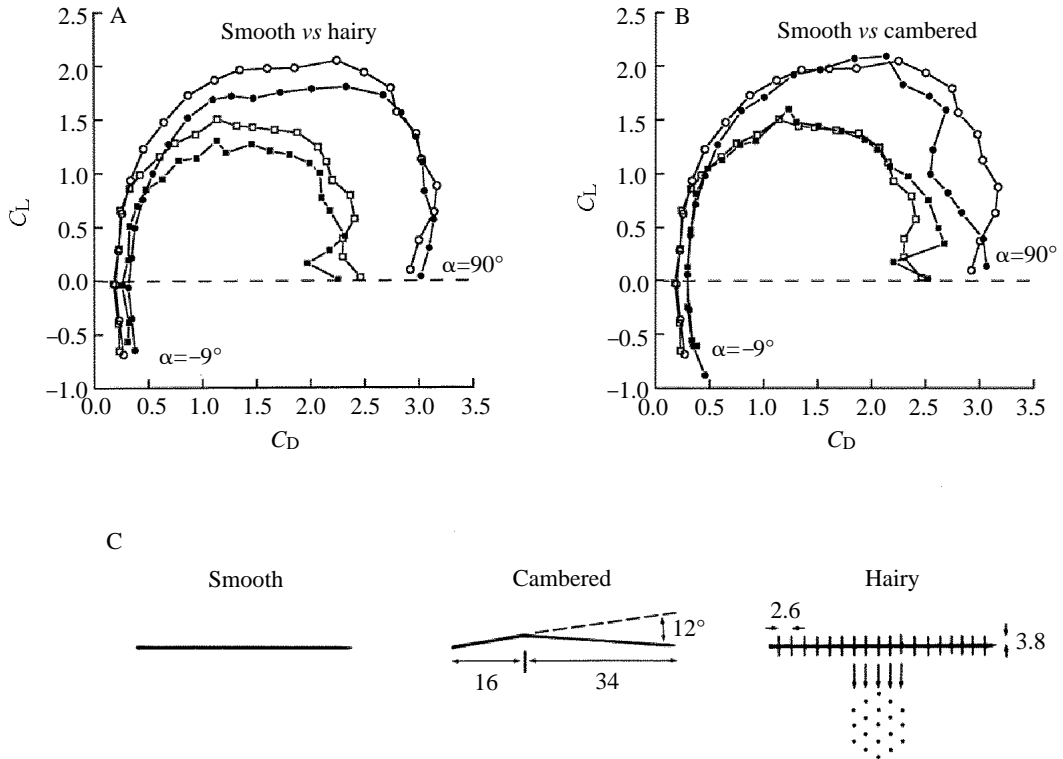 A
Smooth vs hairy
2.5
2.0
1.5
1.0
0.5
0.0
−0.5
−1.0
CL
α=90°
α=−9°
0.0 0.5 1.0 1.5 2.0 2.5 3.0 3.5
CD
B
Smooth vs cambered
2.5
2.0
1.5
1.0
0.5
0.0
−0.5
−1.0
CL
α=90°
α=−9°
0.0 0.5 1.0 1.5 2.0 2.5 3.0 3.5
CD
C
Smooth
Cambered
12°
16 34
Hairy
2.6
3.8